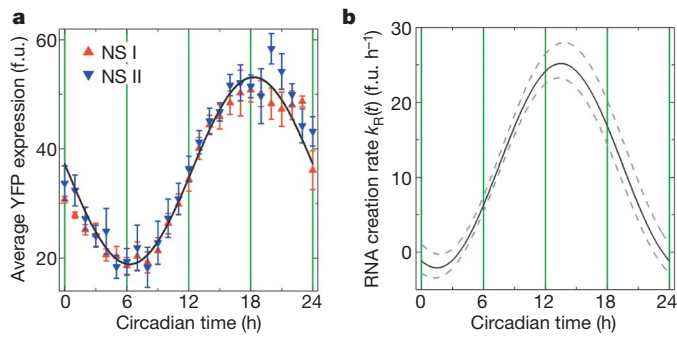 a
Average YFP expression (f.u.)
60
40
20
NS I
NS II
0 6 12 18 24
Circadian time (h)
b
RNA creation rate kR(t) (f.u. h⁻¹)
30
20
10
0
0 6 12 18 24
Circadian time (h)